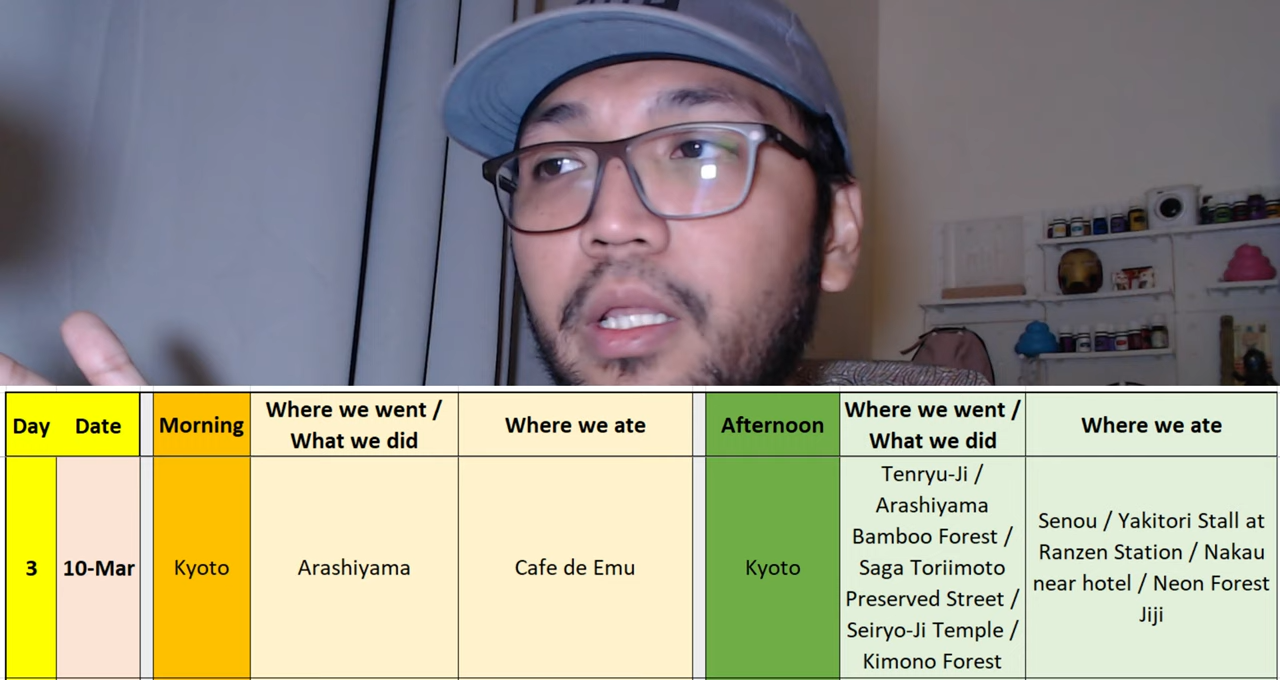 Day
Date
Morning
Where we went /
What we did
Where we ate
Afternoon
Where we went /
What we did
Where we ate
3
10-Mar
Kyoto
Arashiyama
Cafe de Emu
Kyoto
Tenryu-Ji /
Arashiyama
Bamboo Forest /
Saga Toriimoto
Preserved Street /
Seiryo-Ji Temple /
Kimono Forest
Senou / Yakitori Stall at
Ranzen Station / Nakau
near hotel / Neon Forest
Jiji